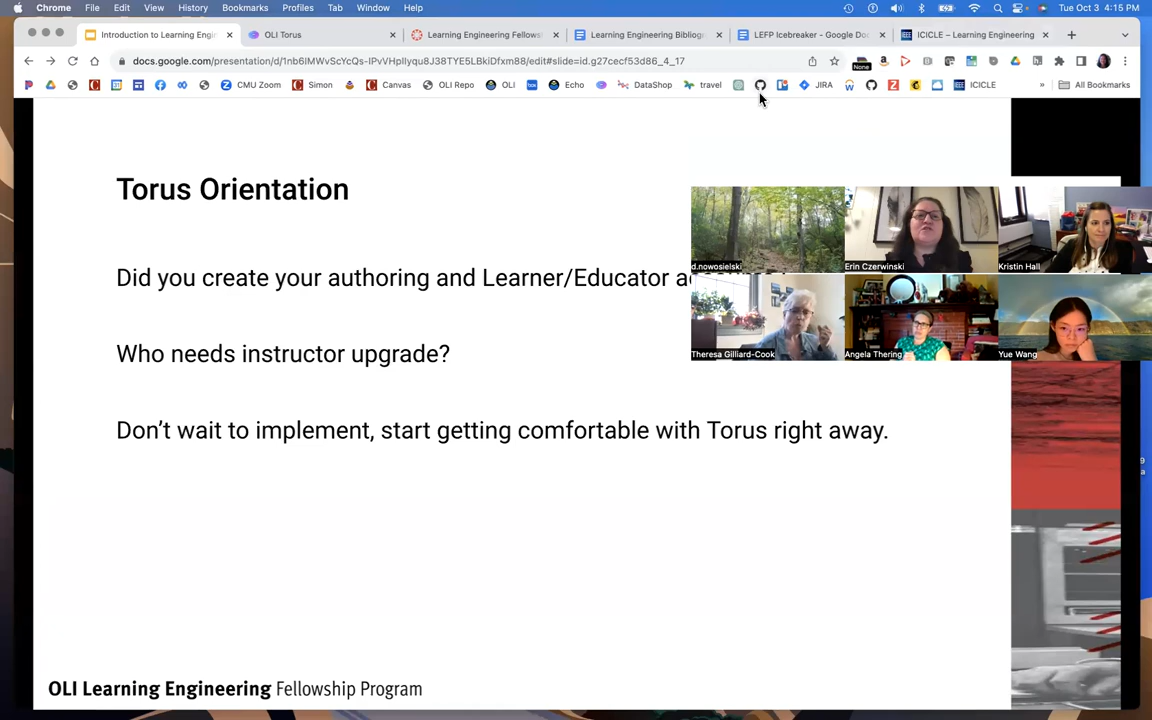 Chrome File Edit View History Bookmarks Profiles Tab Window Help Tue Oct 3 4:15 PM
Introduction to Learning Engi OLI Torus Learning Engineering Fellowsh Learning Engineering Bibliog LEFP Icebreaker - Google Doc ICICLE – Learning Engineering
docs.google.com/presentation/d/1nb6IMWvScYcQs-IPvVHpIlyqu8J38TYE5LBkiDfxm88/edit#slide=id.g27cecf53d86_4_17
None
CMU Zoom Simon Canvas OLI Repo OLI Echo DataShop travel JIRA ICICLE » All Bookmarks
Torus Orientation
Did you create your authoring and Learner/Educator
Who needs instructor upgrade?
Don’t wait to implement, start getting comfortable with Torus right away.
d.nowosielski Erin Czerwinski Kristin Hall
Theresa Gilliard-Cook Angela Thering Yue Wang
OLI Learning Engineering Fellowship Program